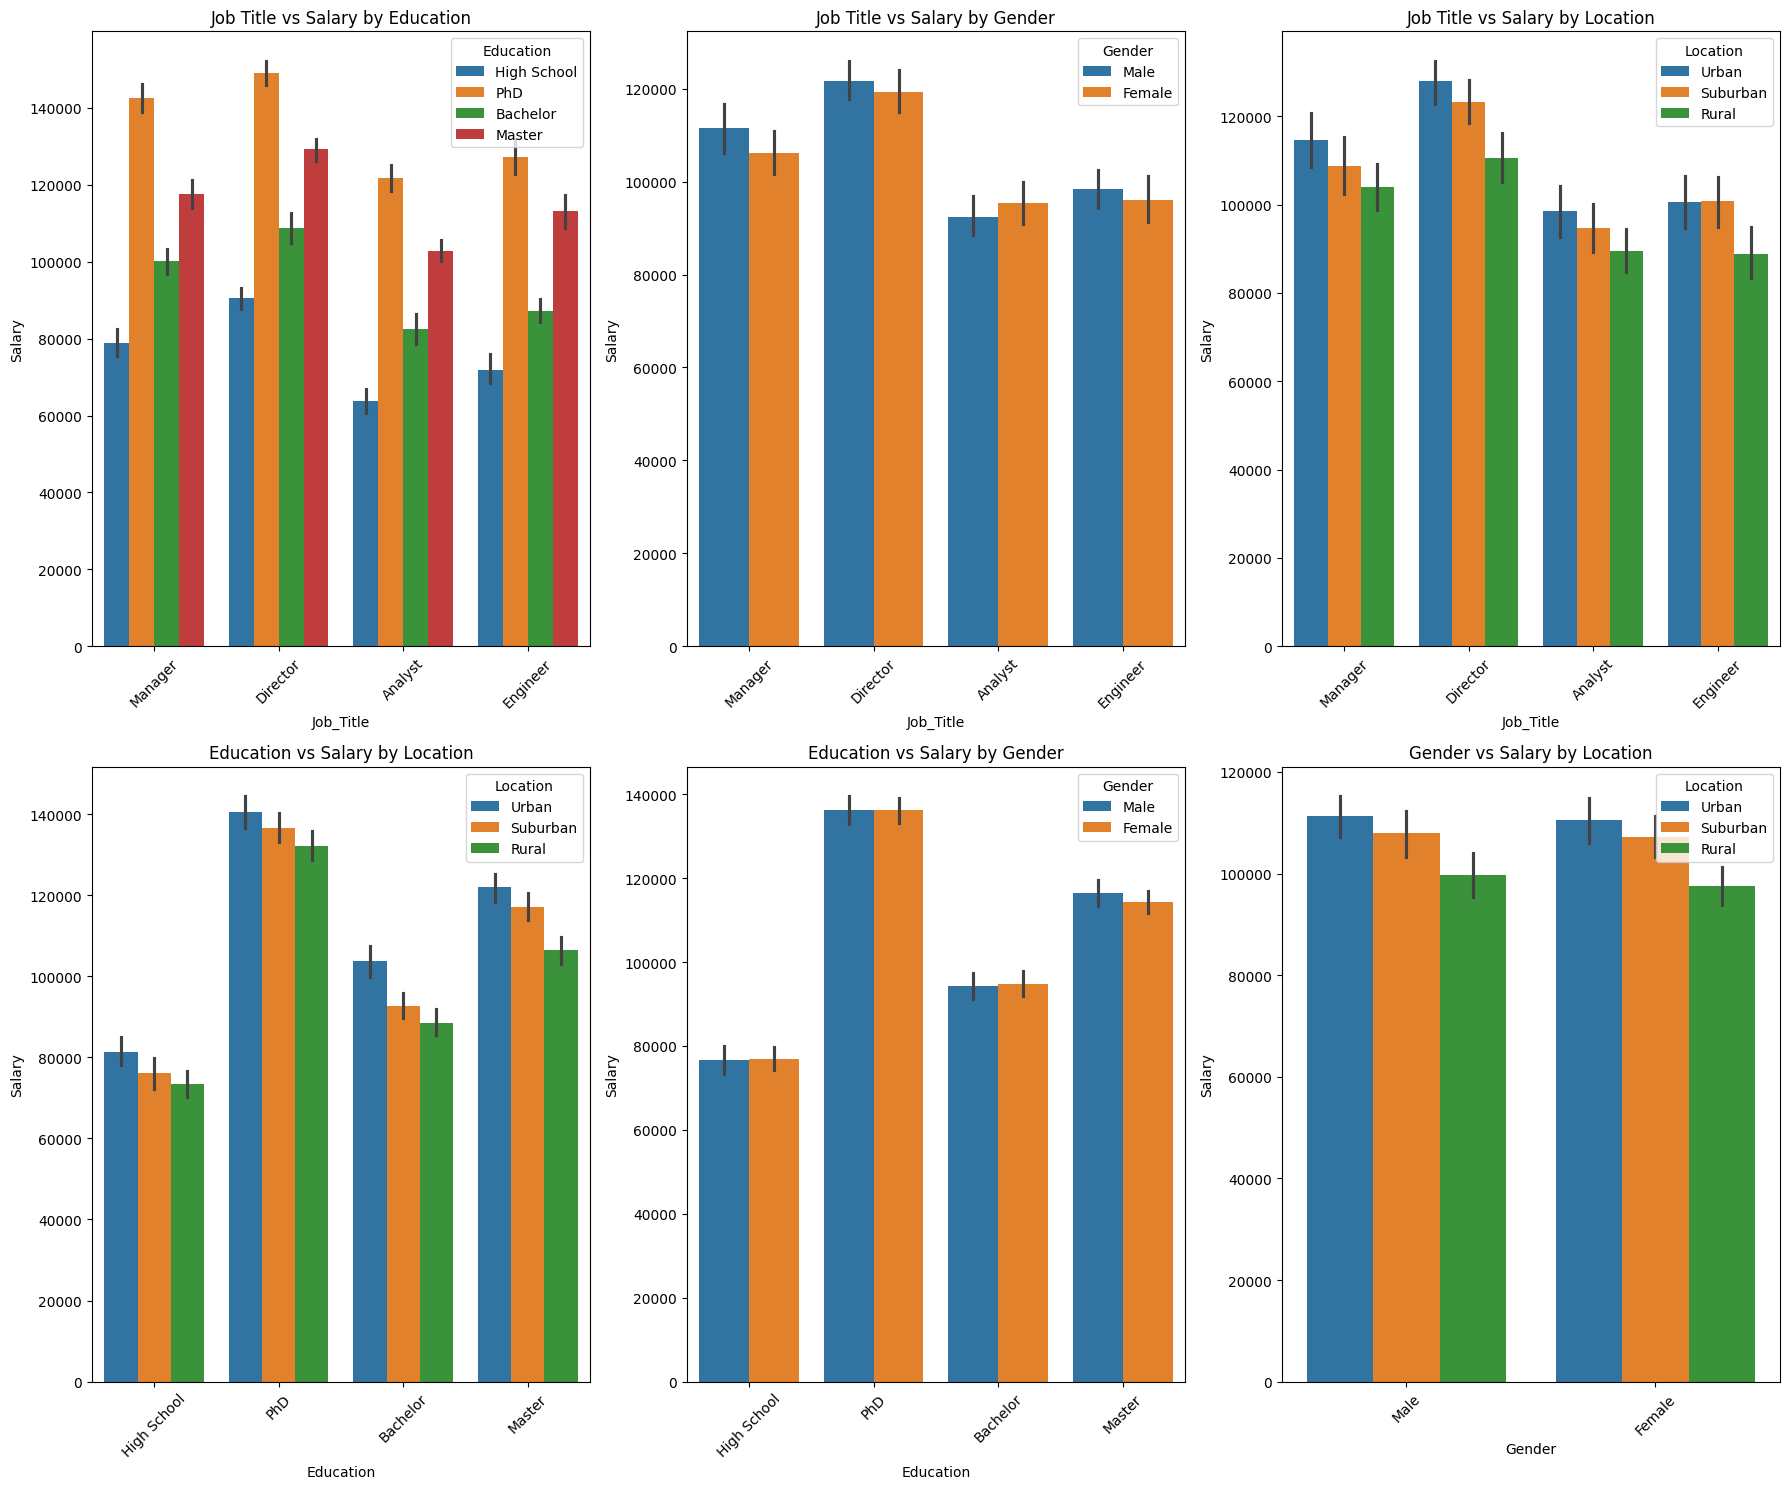 Job Title vs Salary by Education
Education
High School
PhD
Bachelor
Master
140000
120000
100000
80000
60000
40000
20000
0
Salary
Manager
Director
Analyst
Engineer
Job_Title
Job Title vs Salary by Gender
Gender
Male
Female
120000
100000
80000
60000
40000
20000
0
Salary
Manager
Director
Analyst
Engineer
Job_Title
Job Title vs Salary by Location
Location
Urban
Suburban
Rural
120000
100000
80000
60000
40000
20000
0
Salary
Manager
Director
Analyst
Engineer
Job_Title
Education vs Salary by Location
Location
Urban
Suburban
Rural
140000
120000
100000
80000
60000
40000
20000
0
Salary
High School
PhD
Bachelor
Master
Education
Education vs Salary by Gender
Gender
Male
Female
140000
120000
100000
80000
60000
40000
20000
0
Salary
High School
PhD
Bachelor
Master
Education
Gender vs Salary by Location
Location
Urban
Suburban
Rural
120000
100000
80000
60000
40000
20000
0
Salary
Male
Female
Gender